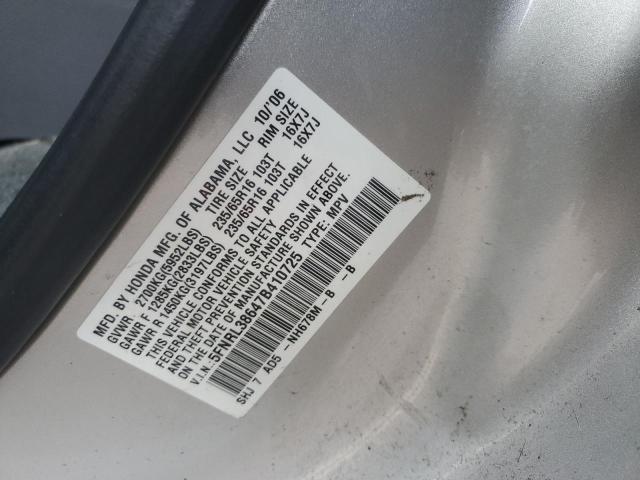 MFD. BY HONDA MFG. OF ALABAMA, LLC 10/'06
GVWR 2700KG(5952LBS) TIRE SIZE RIM SIZE
GAWR F 1285KG(2833LBS) 235/65R16 103T 16X7J
GAWR R 1450KG(3197LBS) 235/65R16 103T 16X7J
THIS VEHICLE CONFORMS TO ALL APPLICABLE
FEDERAL MOTOR VEHICLE SAFETY
AND THEFT PREVENTION STANDARDS IN EFFECT
ON THE DATE OF MANUFACTURE SHOWN ABOVE.
V.I.N. 5FNRL38647B410725 TYPE: MPV
SHJ 7 A05 - NH678M - B - B